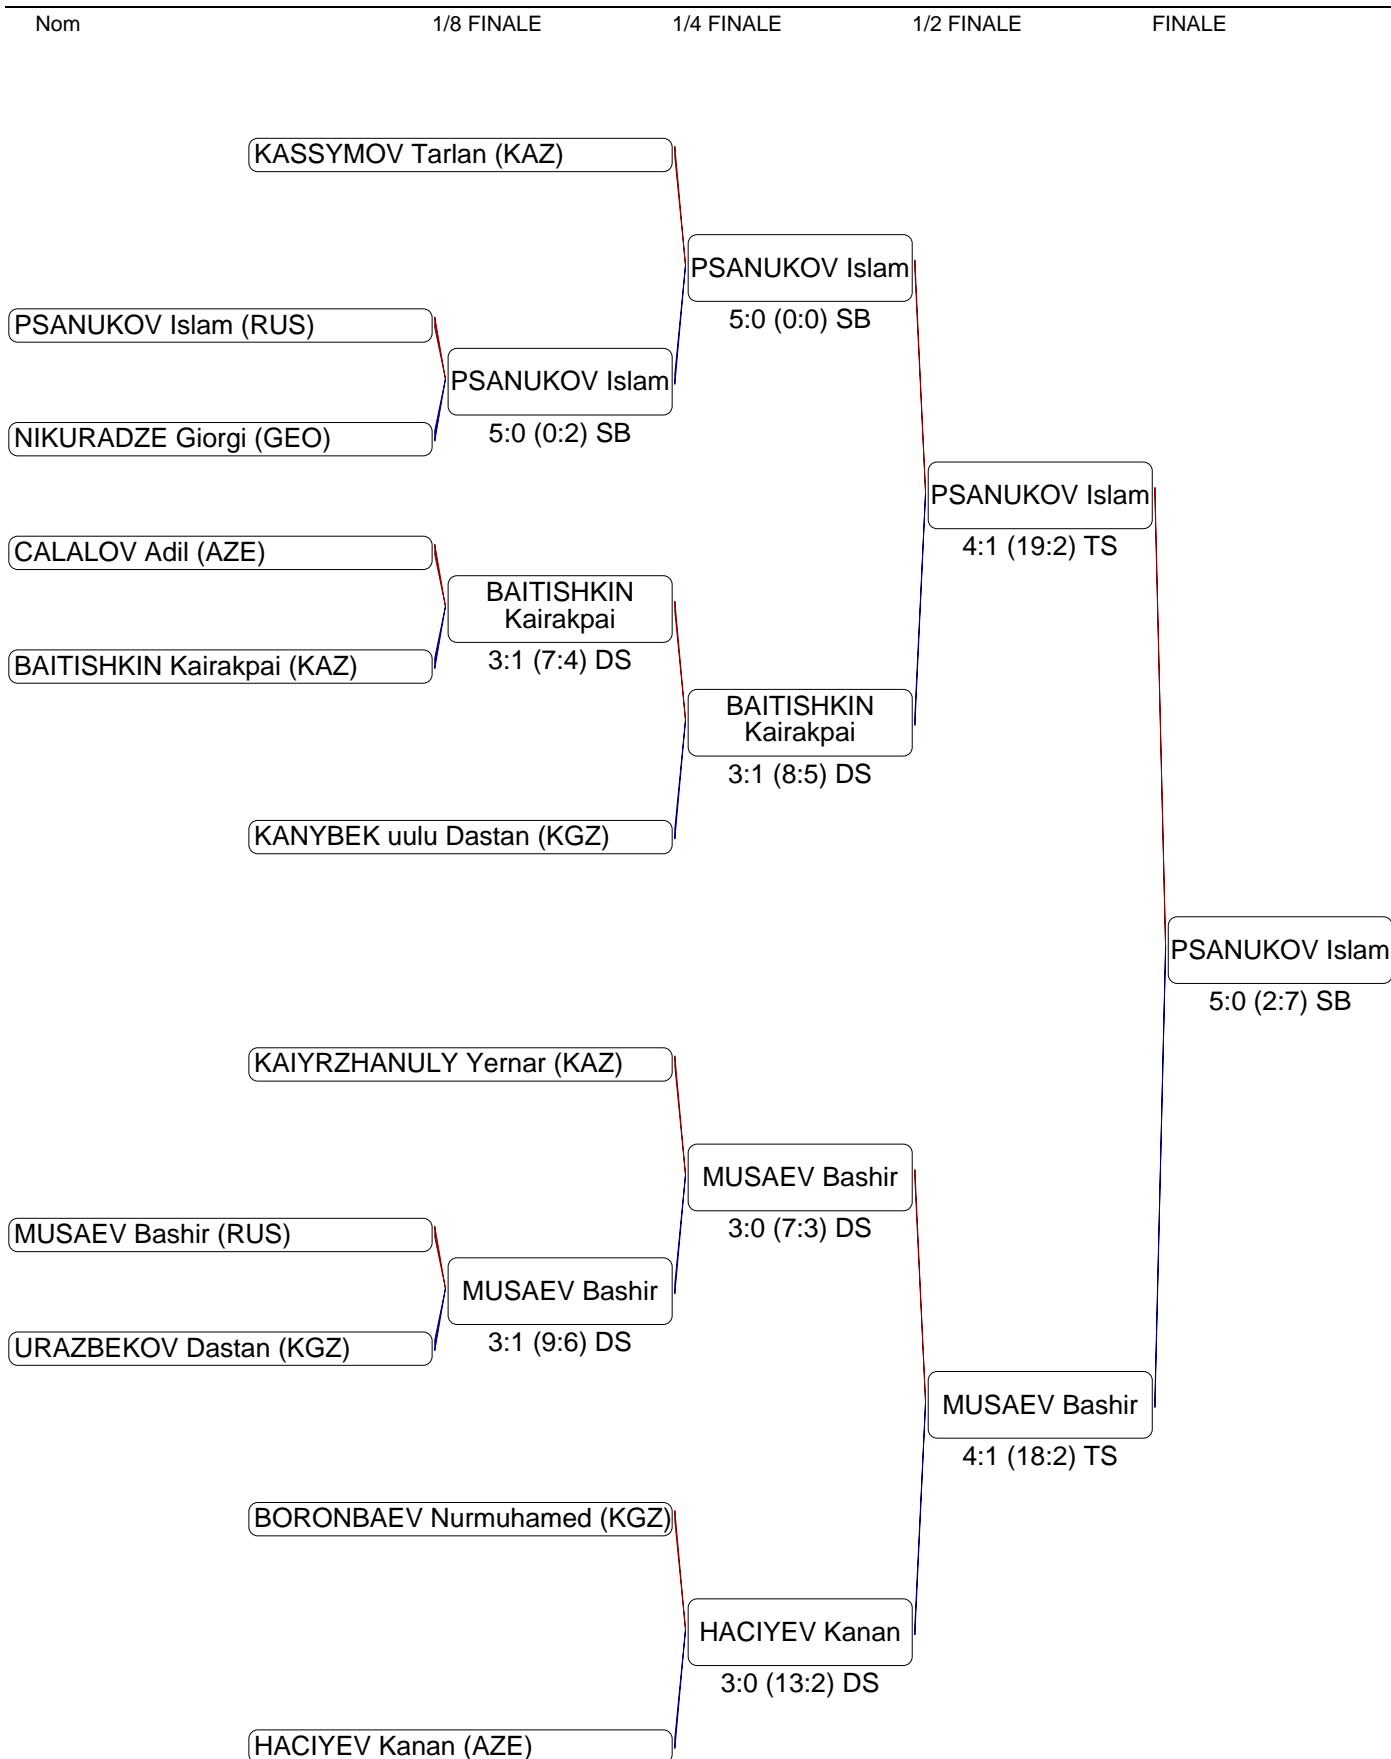 Nom 1/8 FINALE 1/4 FINALE 1/2 FINALE FINALE
KASSYMOV Tarlan (KAZ)
PSANUKOV Islam
5:0 (0:0) SB
PSANUKOV Islam (RUS)
PSANUKOV Islam
5:0 (0:2) SB
NIKURADZE Giorgi (GEO)
PSANUKOV Islam
4:1 (19:2) TS
CALALOV Adil (AZE)
BAITISHKIN
Kairakpai
3:1 (7:4) DS
BAITISHKIN Kairakpai (KAZ)
BAITISHKIN
Kairakpai
3:1 (8:5) DS
KANYBEK uulu Dastan (KGZ)
PSANUKOV Islam
5:0 (2:7) SB
KAIYRZHANULY Yernar (KAZ)
MUSAEV Bashir
3:0 (7:3) DS
MUSAEV Bashir (RUS)
MUSAEV Bashir
3:1 (9:6) DS
URAZBEKOV Dastan (KGZ)
MUSAEV Bashir
4:1 (18:2) TS
BORONBAEV Nurmuhamed (KGZ)
HACIYEV Kanan
3:0 (13:2) DS
HACIYEV Kanan (AZE)